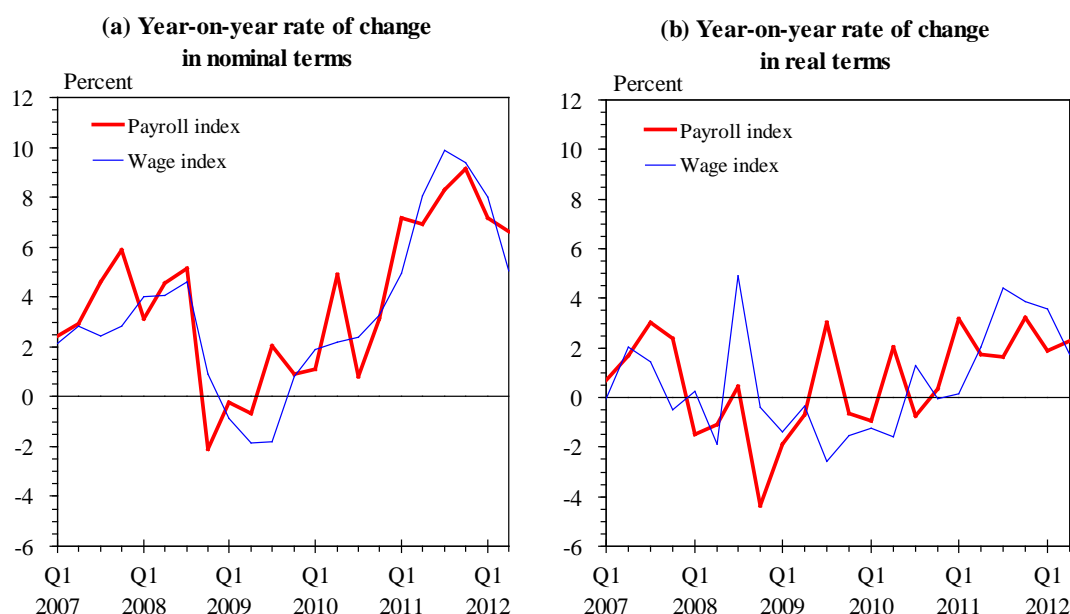 (a) Year-on-year rate of change
in nominal terms
Percent
12
10
8
6
4
2
0
-2
-4
-6
Payroll index
Wage index
Q1 Q1 Q1 Q1 Q1 Q1
2007 2008 2009 2010 2011 2012
(b) Year-on-year rate of change
in real terms
Percent
12
10
8
6
4
2
0
-2
-4
-6
Payroll index
Wage index
Q1 Q1 Q1 Q1 Q1 Q1
2007 2008 2009 2010 2011 2012